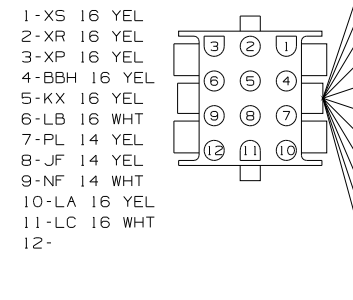 1-XS 16 YEL
2-XR 16 YEL
3-XP 16 YEL
4-BBH 16 YEL
5-KX 16 YEL
6-LB 16 WHT
7-PL 14 YEL
8-JF 14 YEL
9-NF 14 WHT
10-LA 16 YEL
11-LC 16 WHT
12-
3 2 1
6 5 4
9 8 7
12 11 10